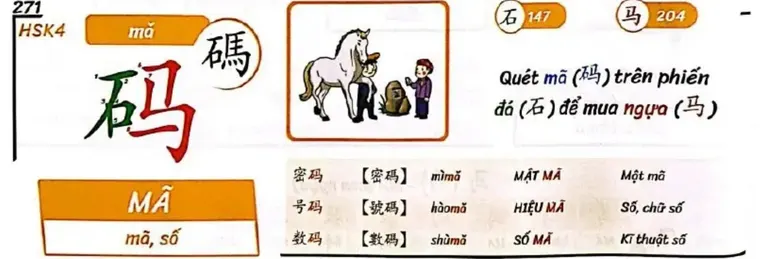 271
HSK4
mǎ
碼
码
MÃ
mã, số
石 147
马 204
Quét mã (码) trên phiến
đá (石) để mua ngựa (马)
密码 【密碼】 mìmǎ MẬT MÃ Mật mã
号码 【號碼】 hàomǎ HIỆU MÃ Số, chữ số
数码 【數碼】 shùmǎ SỐ MÃ Kĩ thuật số